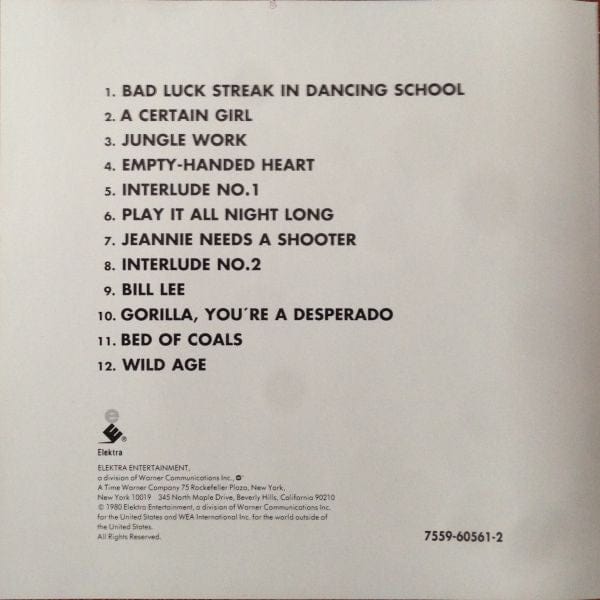 1. BAD LUCK STREAK IN DANCING SCHOOL
2. A CERTAIN GIRL
3. JUNGLE WORK
4. EMPTY-HANDED HEART
5. INTERLUDE NO.1
6. PLAY IT ALL NIGHT LONG
7. JEANNIE NEEDS A SHOOTER
8. INTERLUDE NO.2
9. BILL LEE
10. GORILLA, YOU´RE A DESPERADO
11. BED OF COALS
12. WILD AGE
e
®
Elektra
ELEKTRA ENTERTAINMENT,
a division of Warner Communications Inc.,
A Time Warner Company 75 Rockefeller Plaza, New York,
New York 10019 345 North Maple Drive, Beverly Hills, California 90210
© 1980 Elektra Entertainment, a division of Warner Communications Inc.
for the United States and WEA International Inc. for the world outside of
the United States.
All Rights Reserved.
7559-60561-2